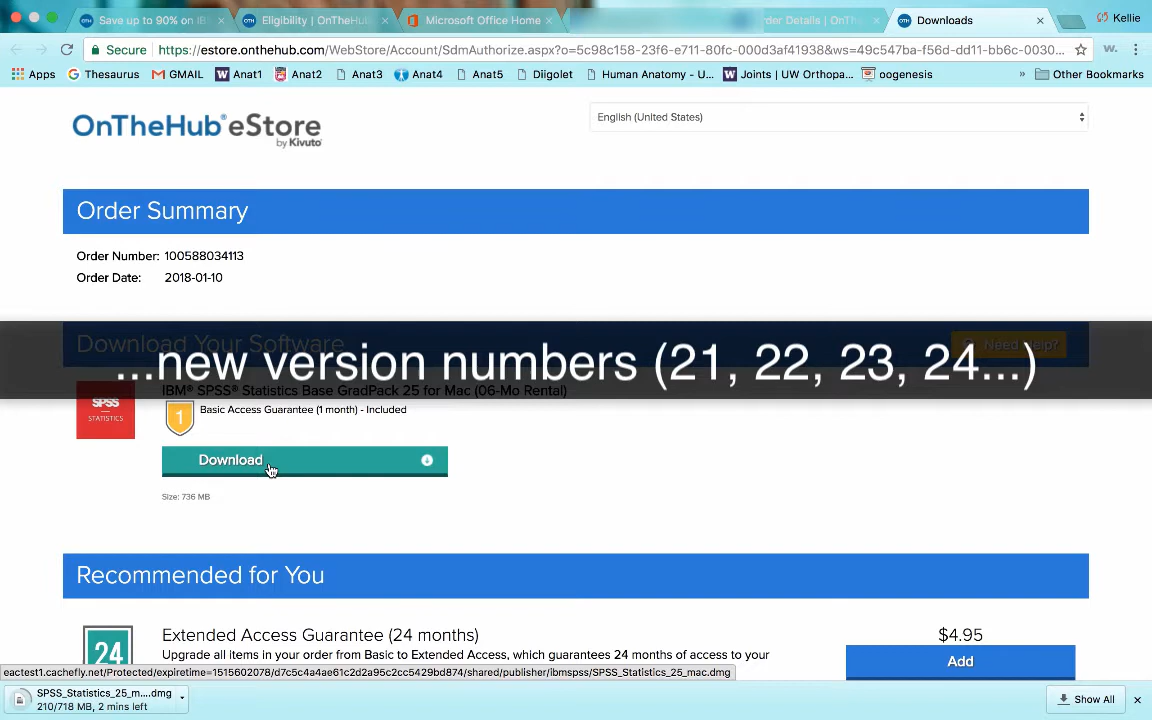 Save up to 90% on IB
Eligibility | OnTheHub
Microsoft Office Home
der Details | OnT
Downloads
Kellie
Secure https://estore.onthehub.com/WebStore/Account/SdmAuthorize.aspx?o=5c98c158-23f6-e711-80fc-000d3af41938&ws=49c547ba-f56d-dd11-bb6c-0030...
W.
Apps Thesaurus GMAIL Anat1 Anat2 Anat3 Anat4 Anat5 Diigolet Human Anatomy - U... Joints | UW Orthopa... oogenesis » Other Bookmarks
OnTheHub® eStore
by Kivuto
English (United States)
Order Summary
Order Number: 100588034113
Order Date: 2018-01-10
Download Your Software
Need Help?
...new version numbers (21, 22, 23, 24...)
IBM® SPSS® Statistics Base GradPack 25 for Mac (06-Mo Rental)
SPSS
STATISTICS
1
Basic Access Guarantee (1 month) - Included
Download
Size: 736 MB
Recommended for You
24
Extended Access Guarantee (24 months)
$4.95
Upgrade all items in your order from Basic to Extended Access, which guarantees 24 months of access to your
Add
eactest1.cachefly.net/Protected/expiretime=1515602078/d7c5c4a4ae61c2d2a95c2cc5429bd874/shared/publisher/ibmspss/SPSS_Statistics_25_mac.dmg
SPSS_Statistics_25_m....dmg
210/718 MB, 2 mins left
Show All